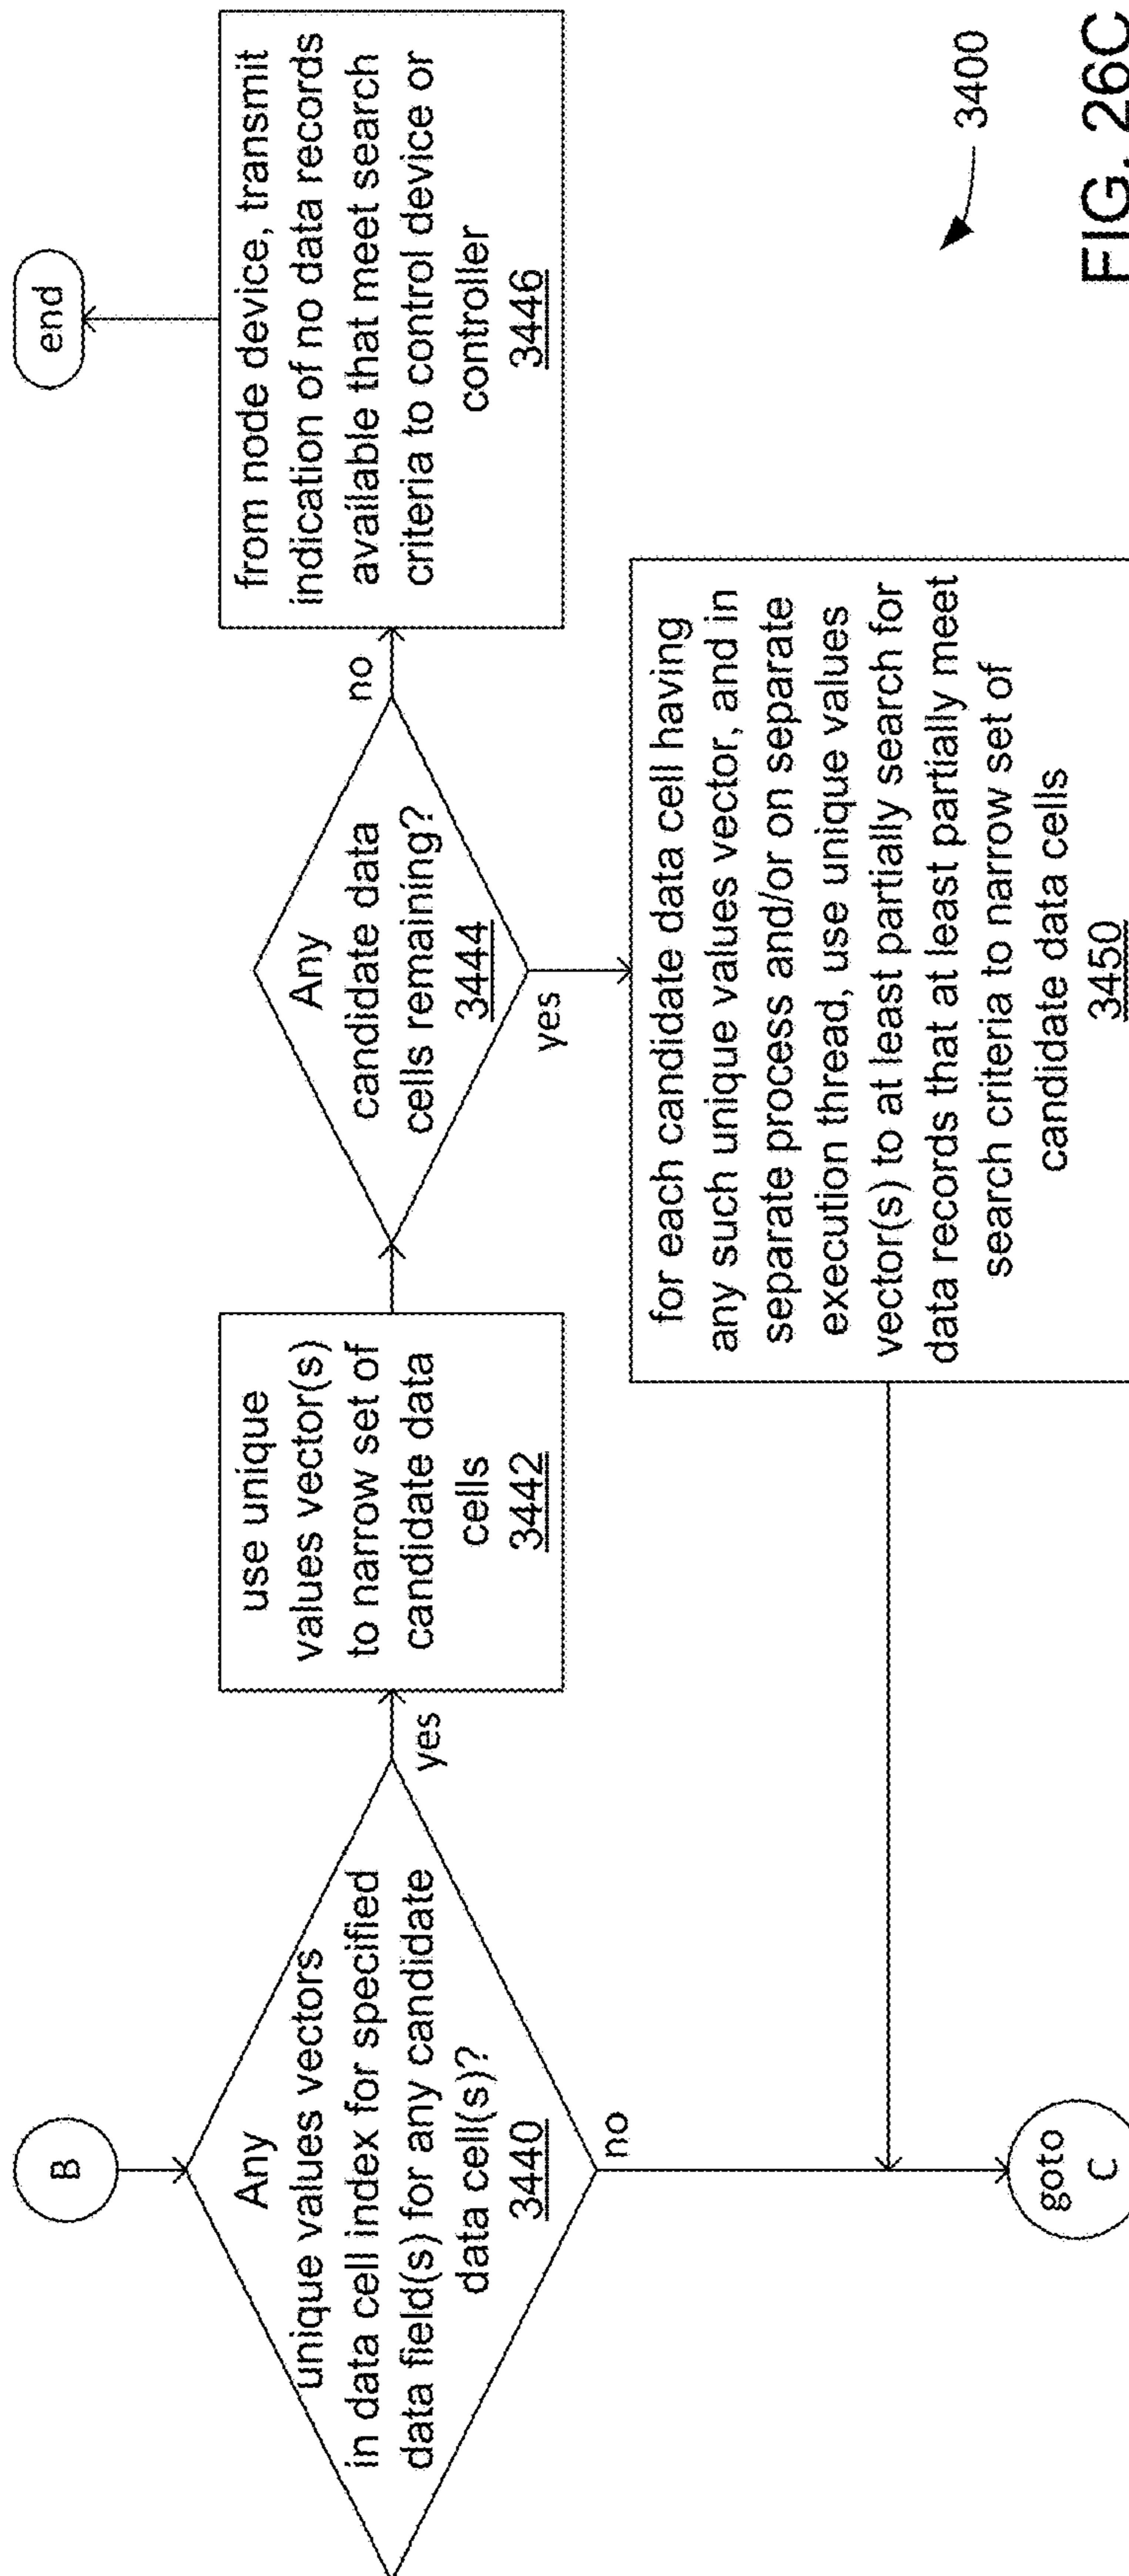 B
Any
unique values vectors
in data cell index for specified
data field(s) for any candidate
data cell(s)?
3440
yes
no
use unique
values vector(s)
to narrow set of
candidate data
cells
3442
Any
candidate data
cells remaining?
3444
no
yes
from node device, transmit
indication of no data records
available that meet search
criteria to control device or
controller
3446
end
for each candidate data cell having
any such unique values vector, and in
separate process and/or on separate
execution thread, use unique values
vector(s) to at least partially search for
data records that at least partially meet
search criteria to narrow set of
candidate data cells
3450
goto
C
3400
FIG. 26C